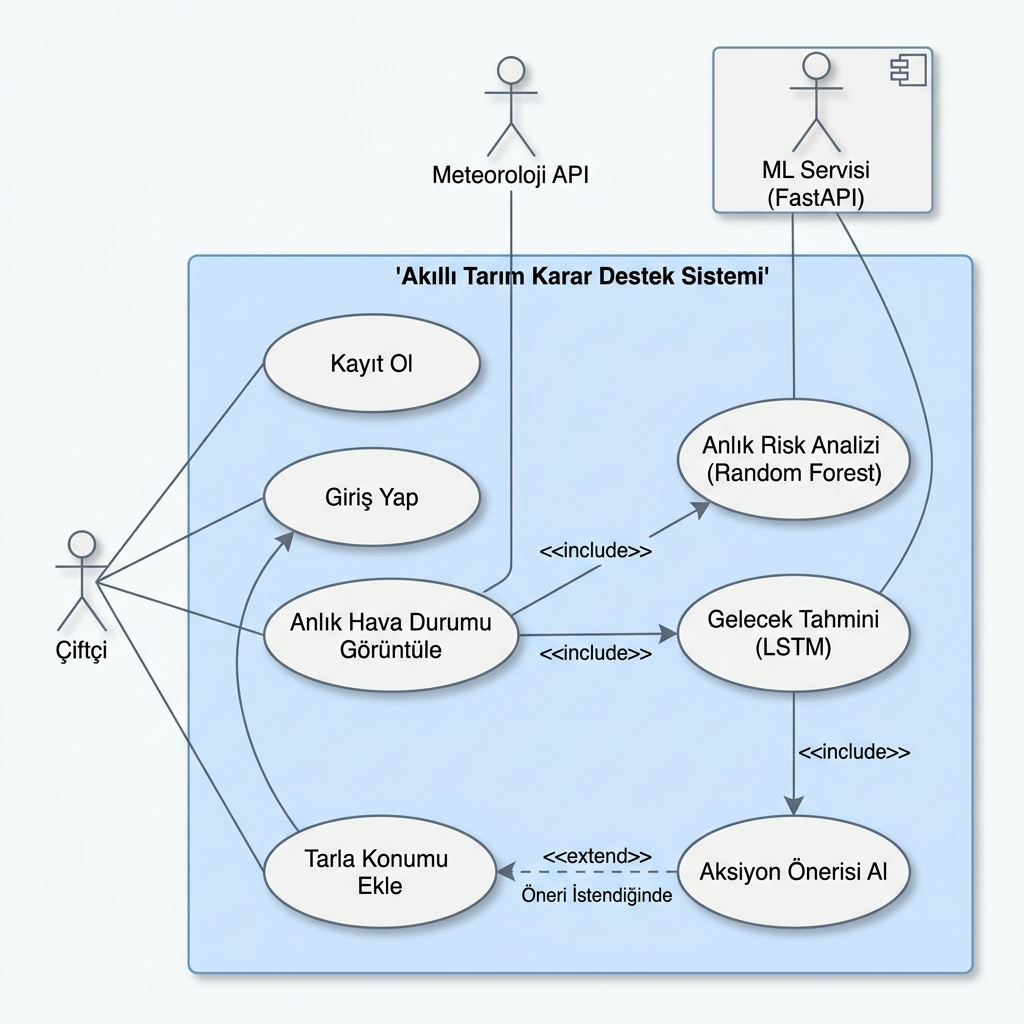 Meteoroloji API
ML Servisi
(FastAPI)
'Akıllı Tarım Karar Destek Sistemi'
Kayıt Ol
Anlık Risk Analizi
(Random Forest)
Giriş Yap
<<include>>
Çiftçi
Anlık Hava Durumu
Görüntüle
<<include>>
Gelecek Tahmini
(LSTM)
<<include>>
Tarla Konumu
Ekle
<<extend>>
Öneri İstendiğinde
Aksiyon Önerisi Al